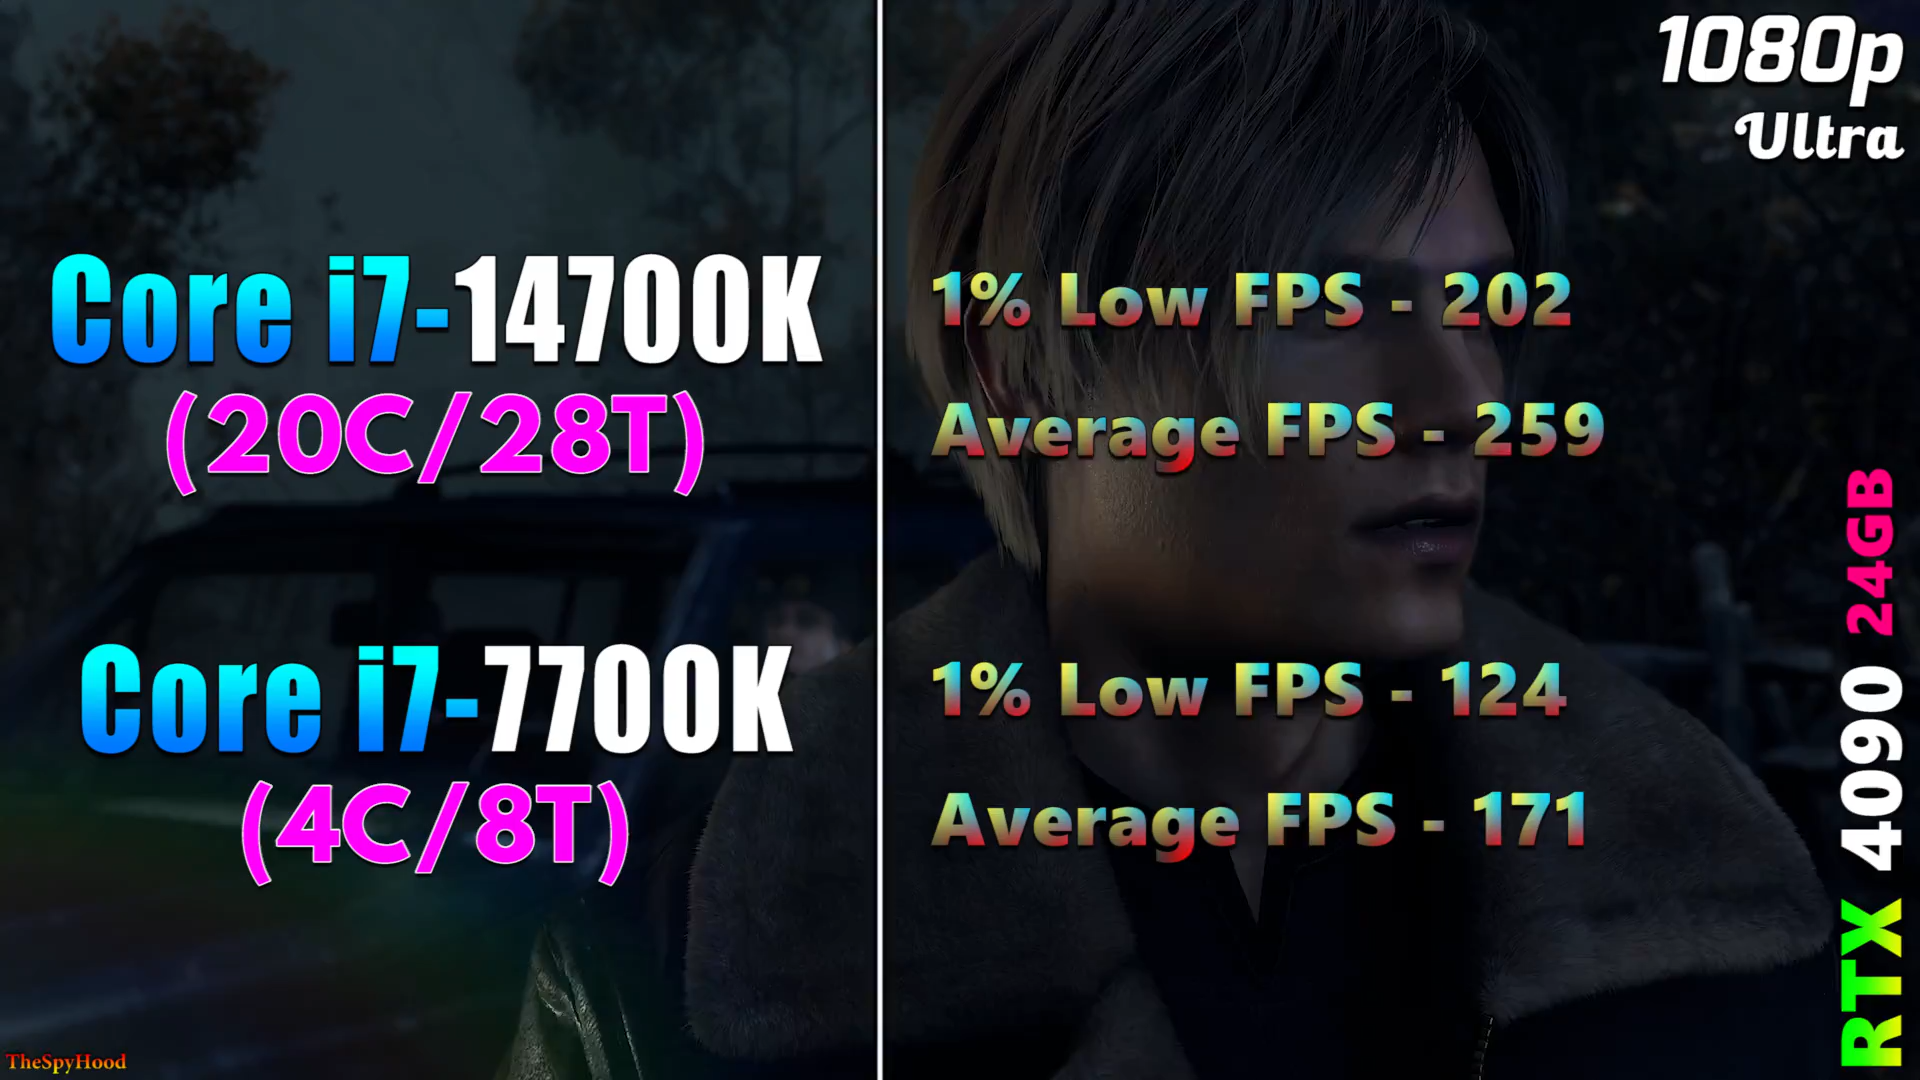 1080p
Ultra
Core i7-14700K
(20C/28T)
1% Low FPS - 202
Average FPS - 259
Core i7-7700K
(4C/8T)
1% Low FPS - 124
Average FPS - 171
RTX 4090 24GB
TheSpyHood